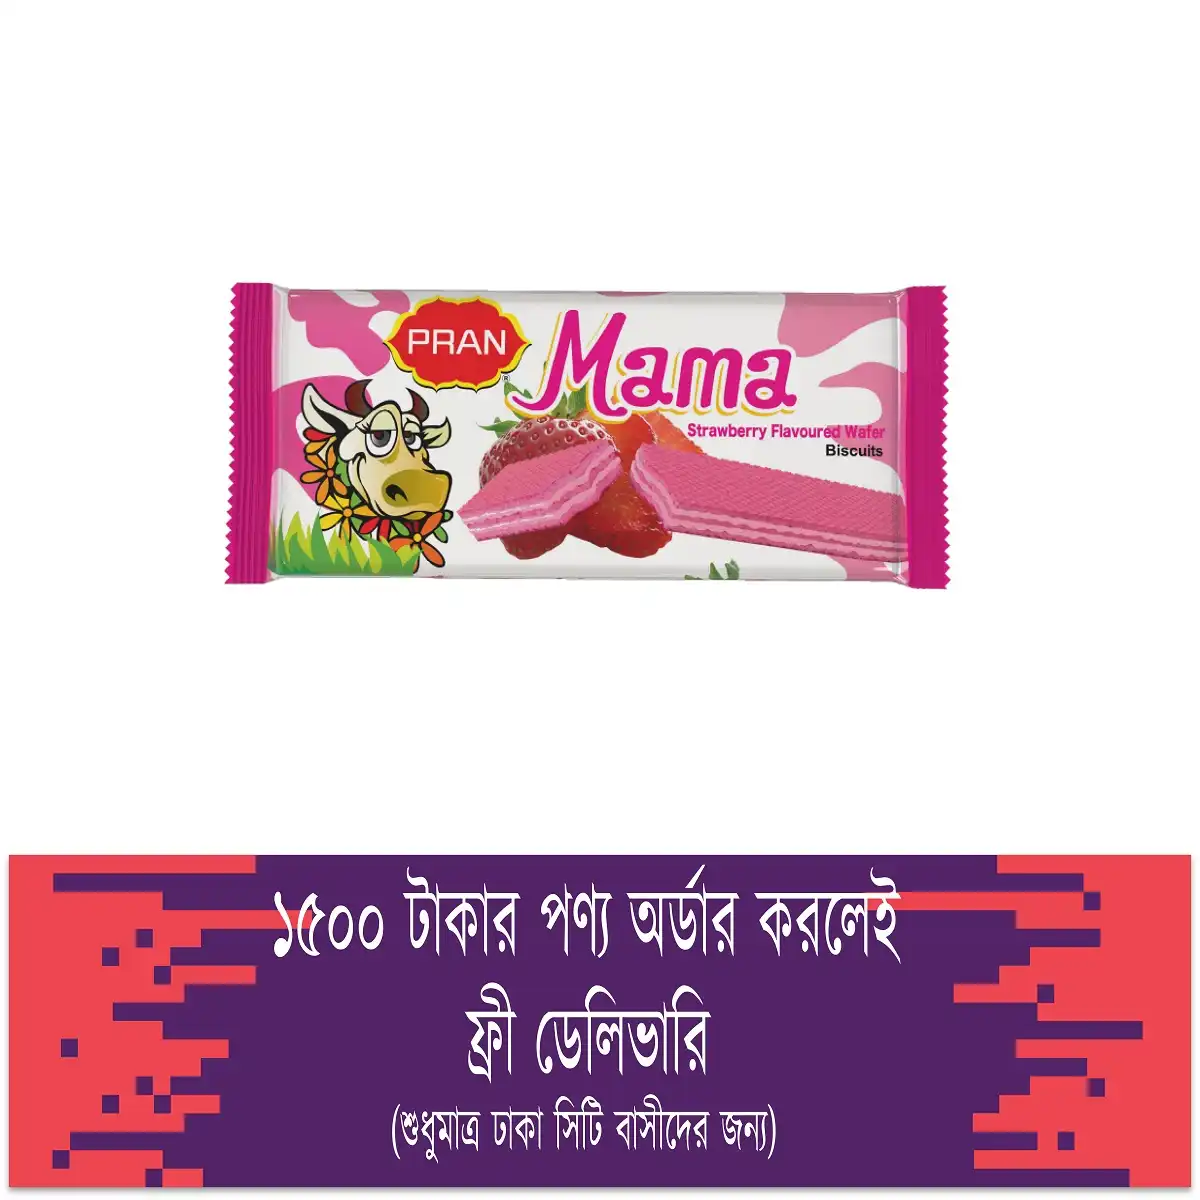 PRAN
®
Mama
Strawberry Flavoured Wafer
Biscuits
১৫০০ টাকার পণ্য অর্ডার করলেই
ফ্রী ডেলিভারি
(শুধুমাত্র ঢাকা সিটি বাসীদের জন্য)